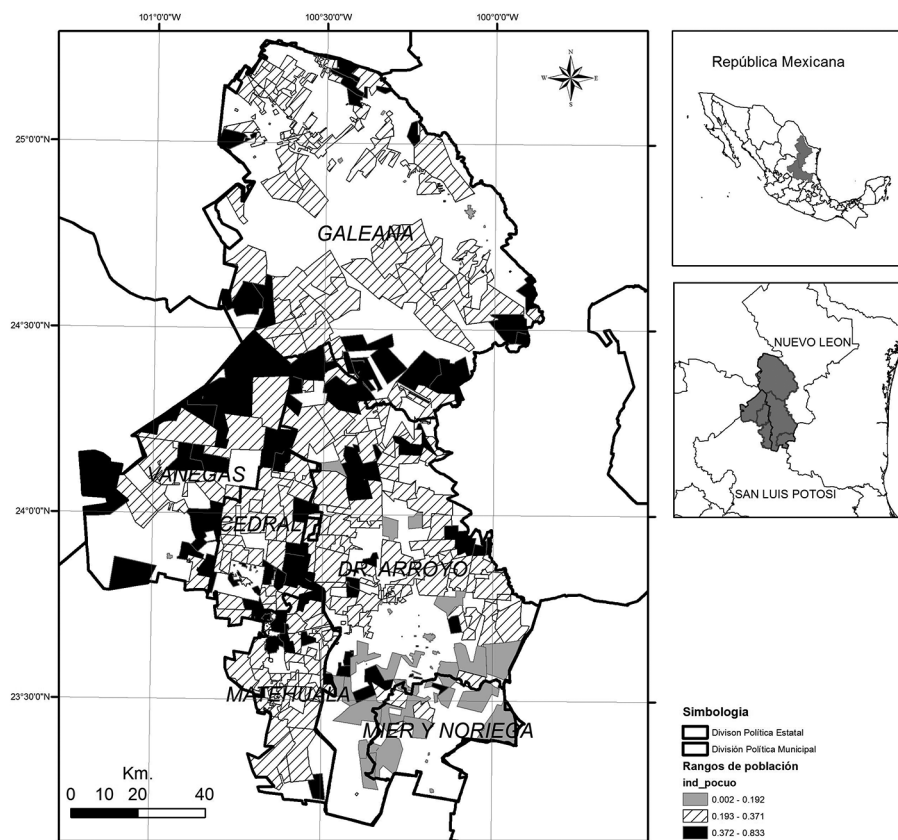 101°0'0"W
100°30'0"W
100°0'0"W
25°0'0"N
24°30'0"N
24°0'0"N
23°30'0"N
N
W
E
S
GALEANA
VANEGAS
CEDRAL
DR. ARROYO
MATEHUALA
MIER Y NORIEGA
Km.
0 10 20 40
República Mexicana
NUEVO LEON
SAN LUIS POTOSI
Simbologia
Divison Política Estatal
División Política Municipal
Rangos de población
ind_pocuo
0.002 - 0.192
0.193 - 0.371
0.372 - 0.833